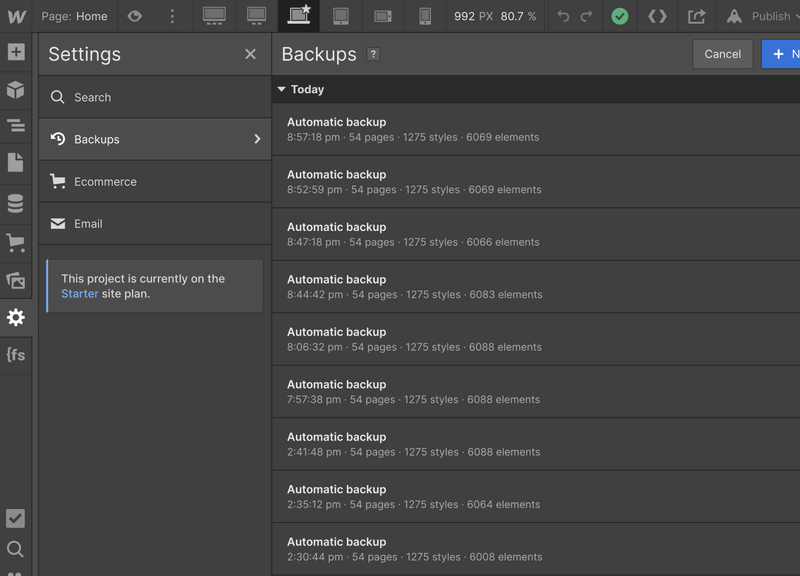 Page: Home
992 PX 80.7 %
Publish
Settings
Search
Backups
Ecommerce
Email
This project is currently on the
Starter site plan.
{fs
Backups ?
Cancel
+ N
Today
Automatic backup
8:57:18 pm · 54 pages · 1275 styles · 6069 elements
Automatic backup
8:52:59 pm · 54 pages · 1275 styles · 6069 elements
Automatic backup
8:47:18 pm · 54 pages · 1275 styles · 6066 elements
Automatic backup
8:44:42 pm · 54 pages · 1275 styles · 6083 elements
Automatic backup
8:06:32 pm · 54 pages · 1275 styles · 6088 elements
Automatic backup
7:57:38 pm · 54 pages · 1275 styles · 6088 elements
Automatic backup
2:41:48 pm · 54 pages · 1275 styles · 6088 elements
Automatic backup
2:35:12 pm · 54 pages · 1275 styles · 6064 elements
Automatic backup
2:30:44 pm · 54 pages · 1275 styles · 6008 elements